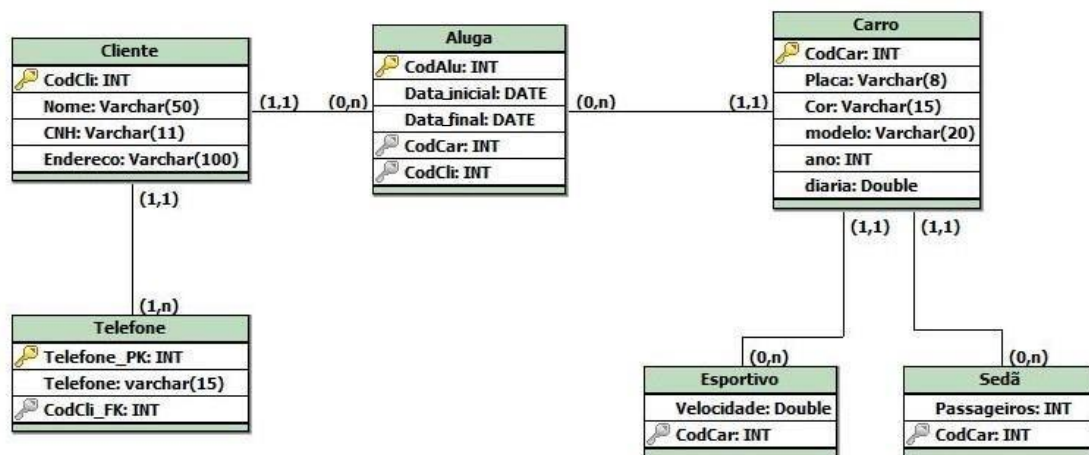 Cliente
CodCli: INT
Nome: Varchar(50)
CNH: Varchar(11)
Endereco: Varchar(100)
(1,1)
(0,n)
Aluga
CodAlu: INT
Data_inicial: DATE
Data_final: DATE
CodCar: INT
CodCli: INT
(0,n)
(1,1)
Carro
CodCar: INT
Placa: Varchar(8)
Cor: Varchar(15)
modelo: Varchar(20)
ano: INT
diaria: Double
(1,1)
(1,n)
Telefone
Telefone_PK: INT
Telefone: varchar(15)
CodCli_FK: INT
(1,1)
(1,1)
(0,n)
(0,n)
Esportivo
Velocidade: Double
CodCar: INT
Sedã
Passageiros: INT
CodCar: INT